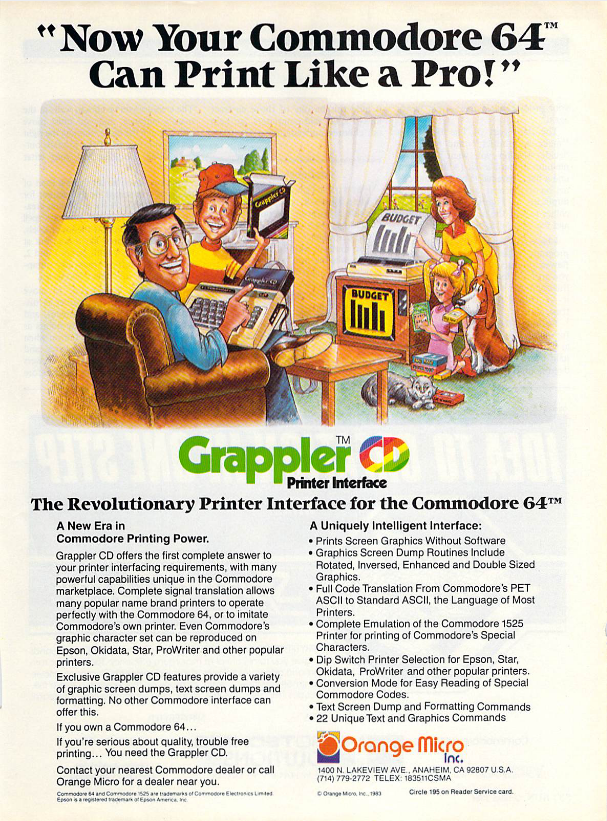 “Now Your Commodore 64™
Can Print Like a Pro!”
Grappler CD
BUDGET
Grappler CD
BUDGET
Grappler™ CD
Printer Interface
The Revolutionary Printer Interface for the Commodore 64™
A New Era in
Commodore Printing Power.
Grappler CD offers the first complete answer to
your printer interfacing requirements, with many
powerful capabilities unique in the Commodore
marketplace. Complete signal translation allows
many popular name brand printers to operate
perfectly with the Commodore 64, or to imitate
Commodore's own printer. Even Commodore's
graphic character set can be reproduced on
Epson, Okidata, Star, ProWriter and other popular
printers.
Exclusive Grappler CD features provide a variety
of graphic screen dumps, text screen dumps and
formatting. No other Commodore interface can
offer this.
If you own a Commodore 64...
If you're serious about quality, trouble free
printing... You need the Grappler CD.
Contact your nearest Commodore dealer or call
Orange Micro for a dealer near you.
Commodore 64 and Commodore 1525 are trademarks of Commodore Electronics Limited.
Epson is a registered trademark of Epson America, Inc.
A Uniquely Intelligent Interface:
• Prints Screen Graphics Without Software
• Graphics Screen Dump Routines Include
Rotated, Inversed, Enhanced and Double Sized
Graphics.
• Full Code Translation From Commodore's PET
ASCII to Standard ASCII, the Language of Most
Printers.
• Complete Emulation of the Commodore 1525
Printer for printing of Commodore's Special
Characters.
• Dip Switch Printer Selection for Epson, Star,
Okidata, ProWriter and other popular printers.
• Conversion Mode for Easy Reading of Special
Commodore Codes.
• Text Screen Dump and Formatting Commands
• 22 Unique Text and Graphics Commands
Orange Micro
Inc.
1400 N. LAKEVIEW AVE., ANAHEIM, CA 92807 U.S.A.
(714) 779-2772 TELEX: 183511CSMA
© Orange Micro, Inc., 1983
Circle 195 on Reader Service card.